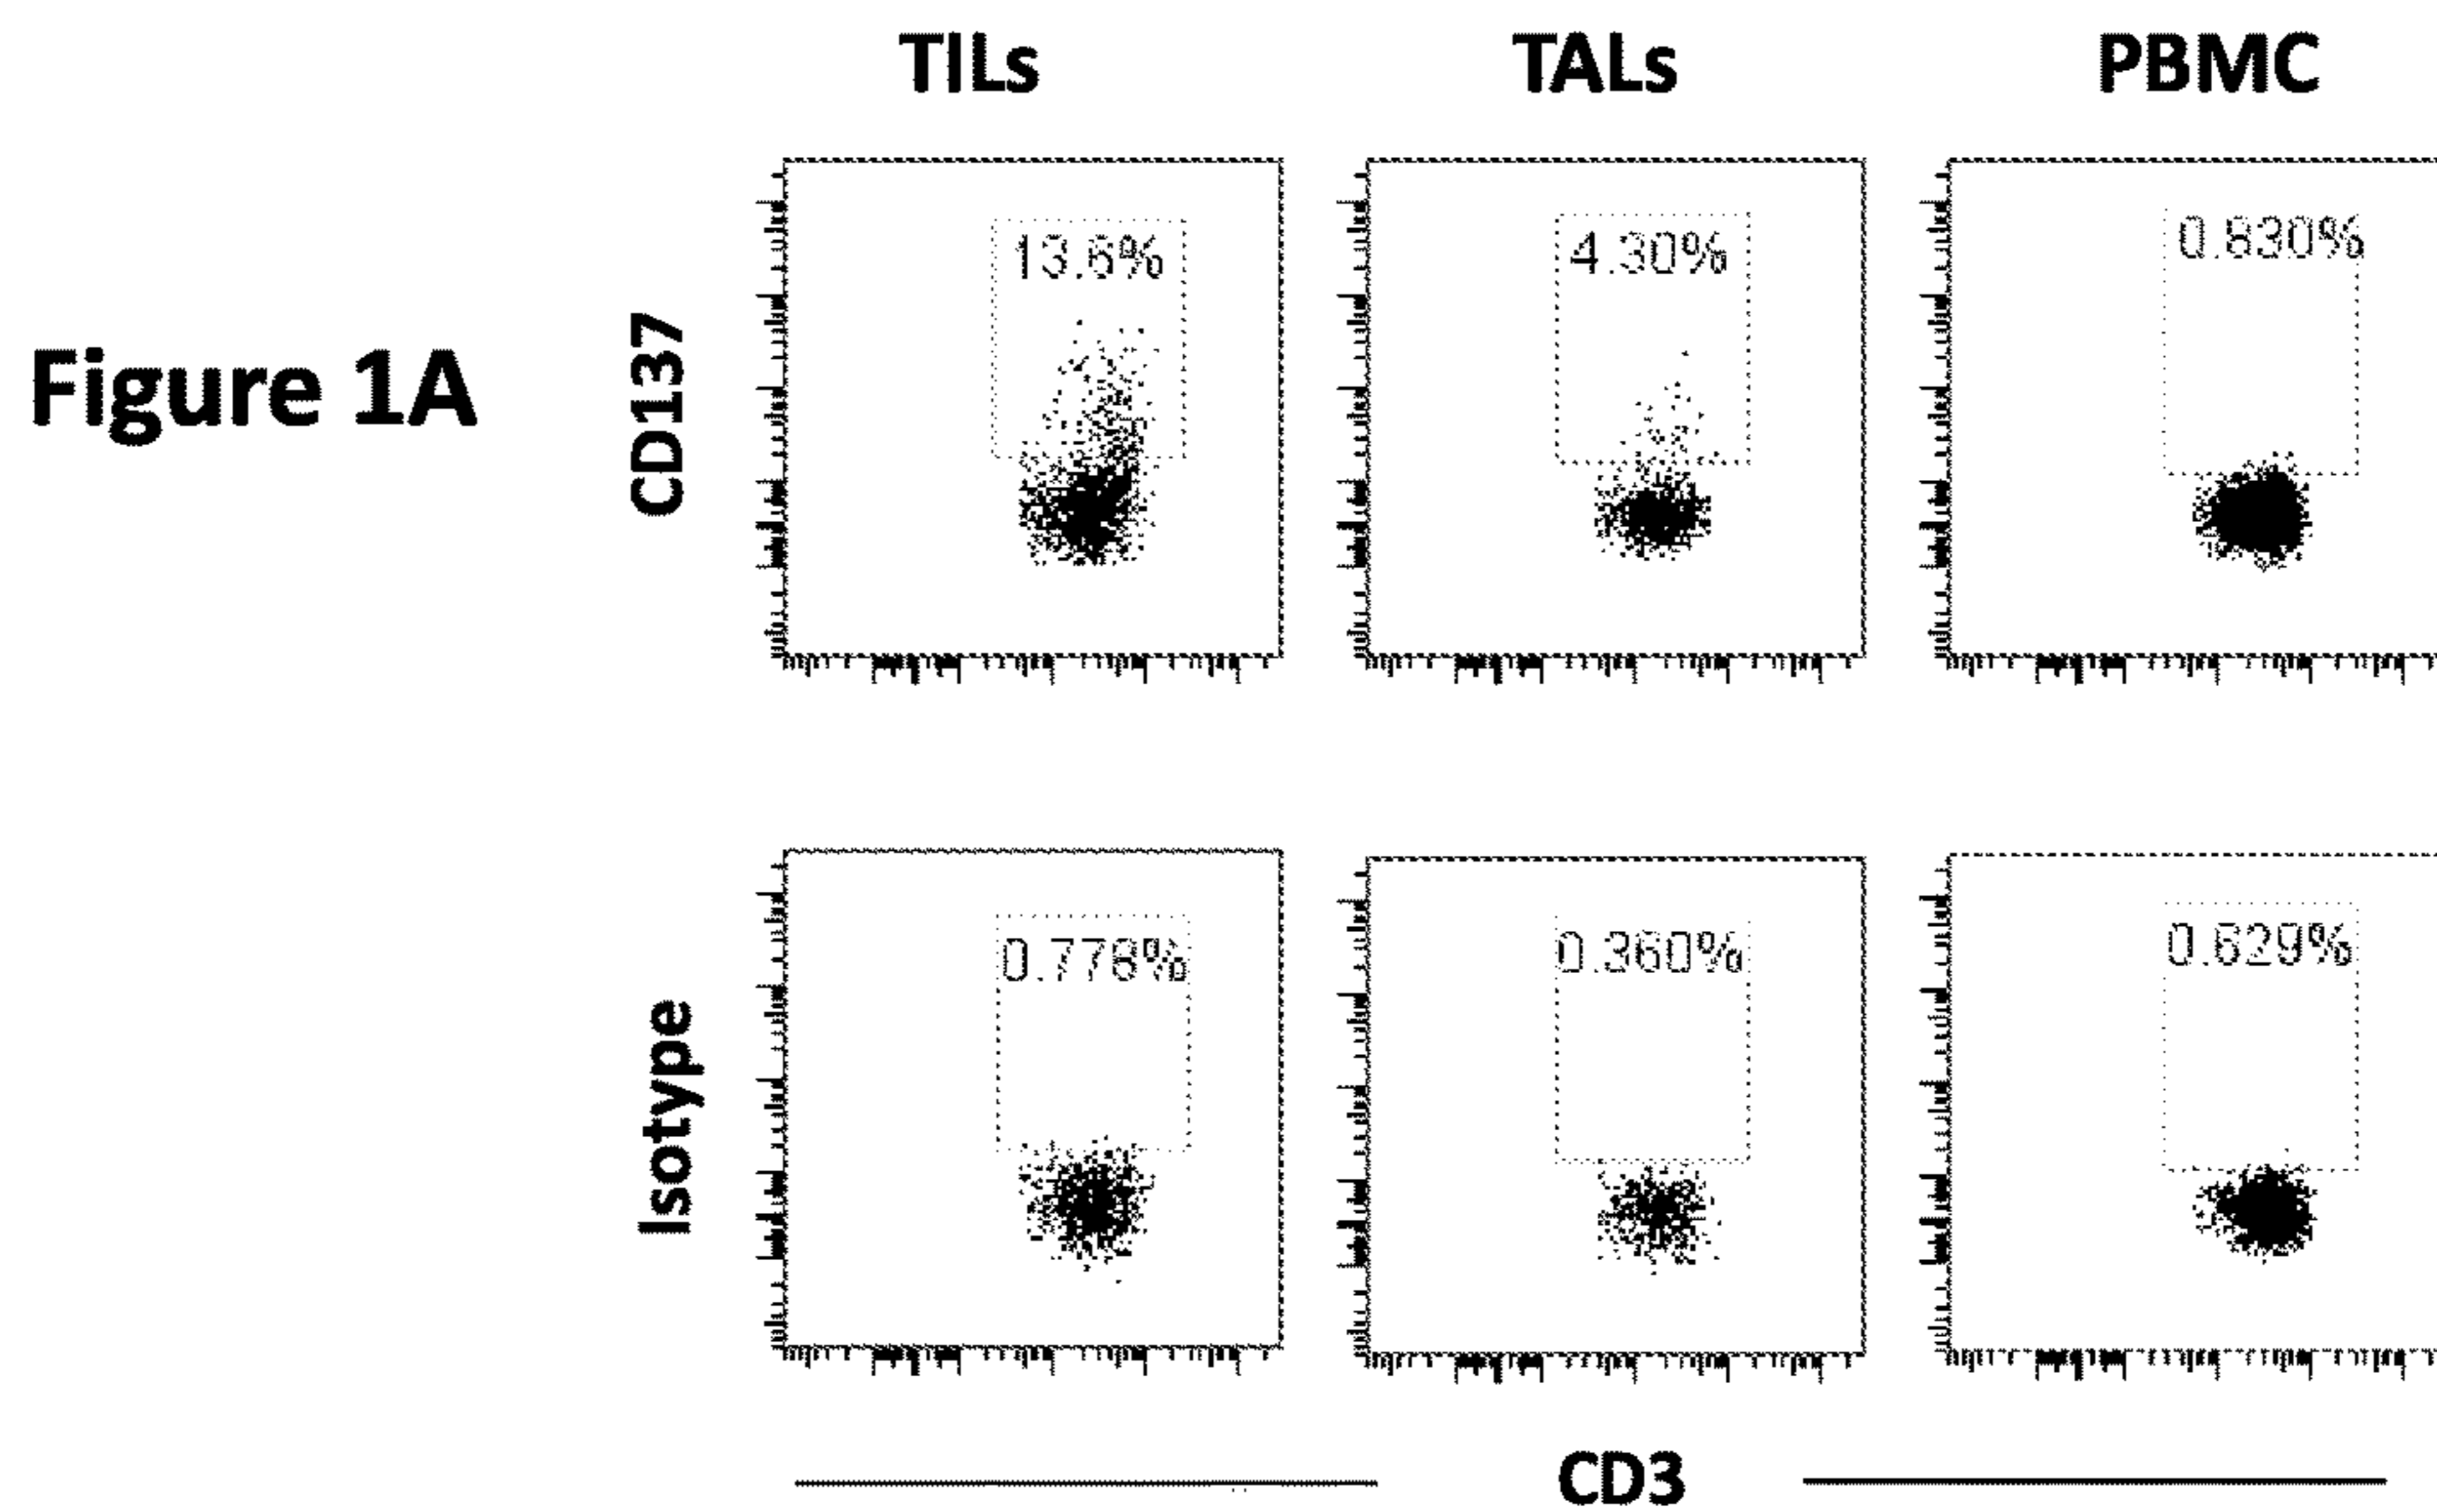 TILs TALs PBMC
Figure 1A
CD137
13.6% 4.30% 0.830%
Isotype
0.778% 0.360% 0.629%
CD3